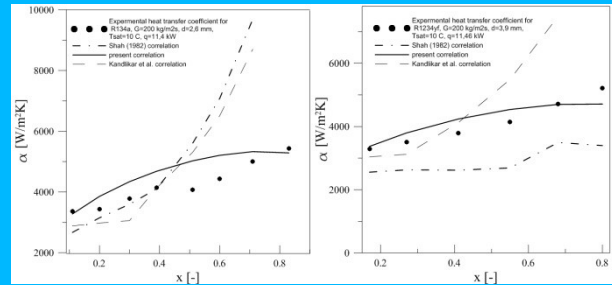 Experymental heat transfer coefficient for
R134a, G=200 kg/m2s, d=2,6 mm,
Tsat=10 C, q=11,4 kW
Shah (1982) correlation
present correlation
Kandlikar et al. correlation
10000
8000
6000
4000
2000
α [W/m²K]
0.2 0.4 0.6 0.8
x [-]
Experymental heat transfer coefficient for
R1234yf, G=200 kg/m2s, d=3,9 mm,
Tsat=10 C, q=11,46 kW
Shah (1982) correlation
present correlation
Kandlikar et al. correlation
6000
4000
2000
0
α [W/m²K]
0.2 0.4 0.6 0.8
x [-]